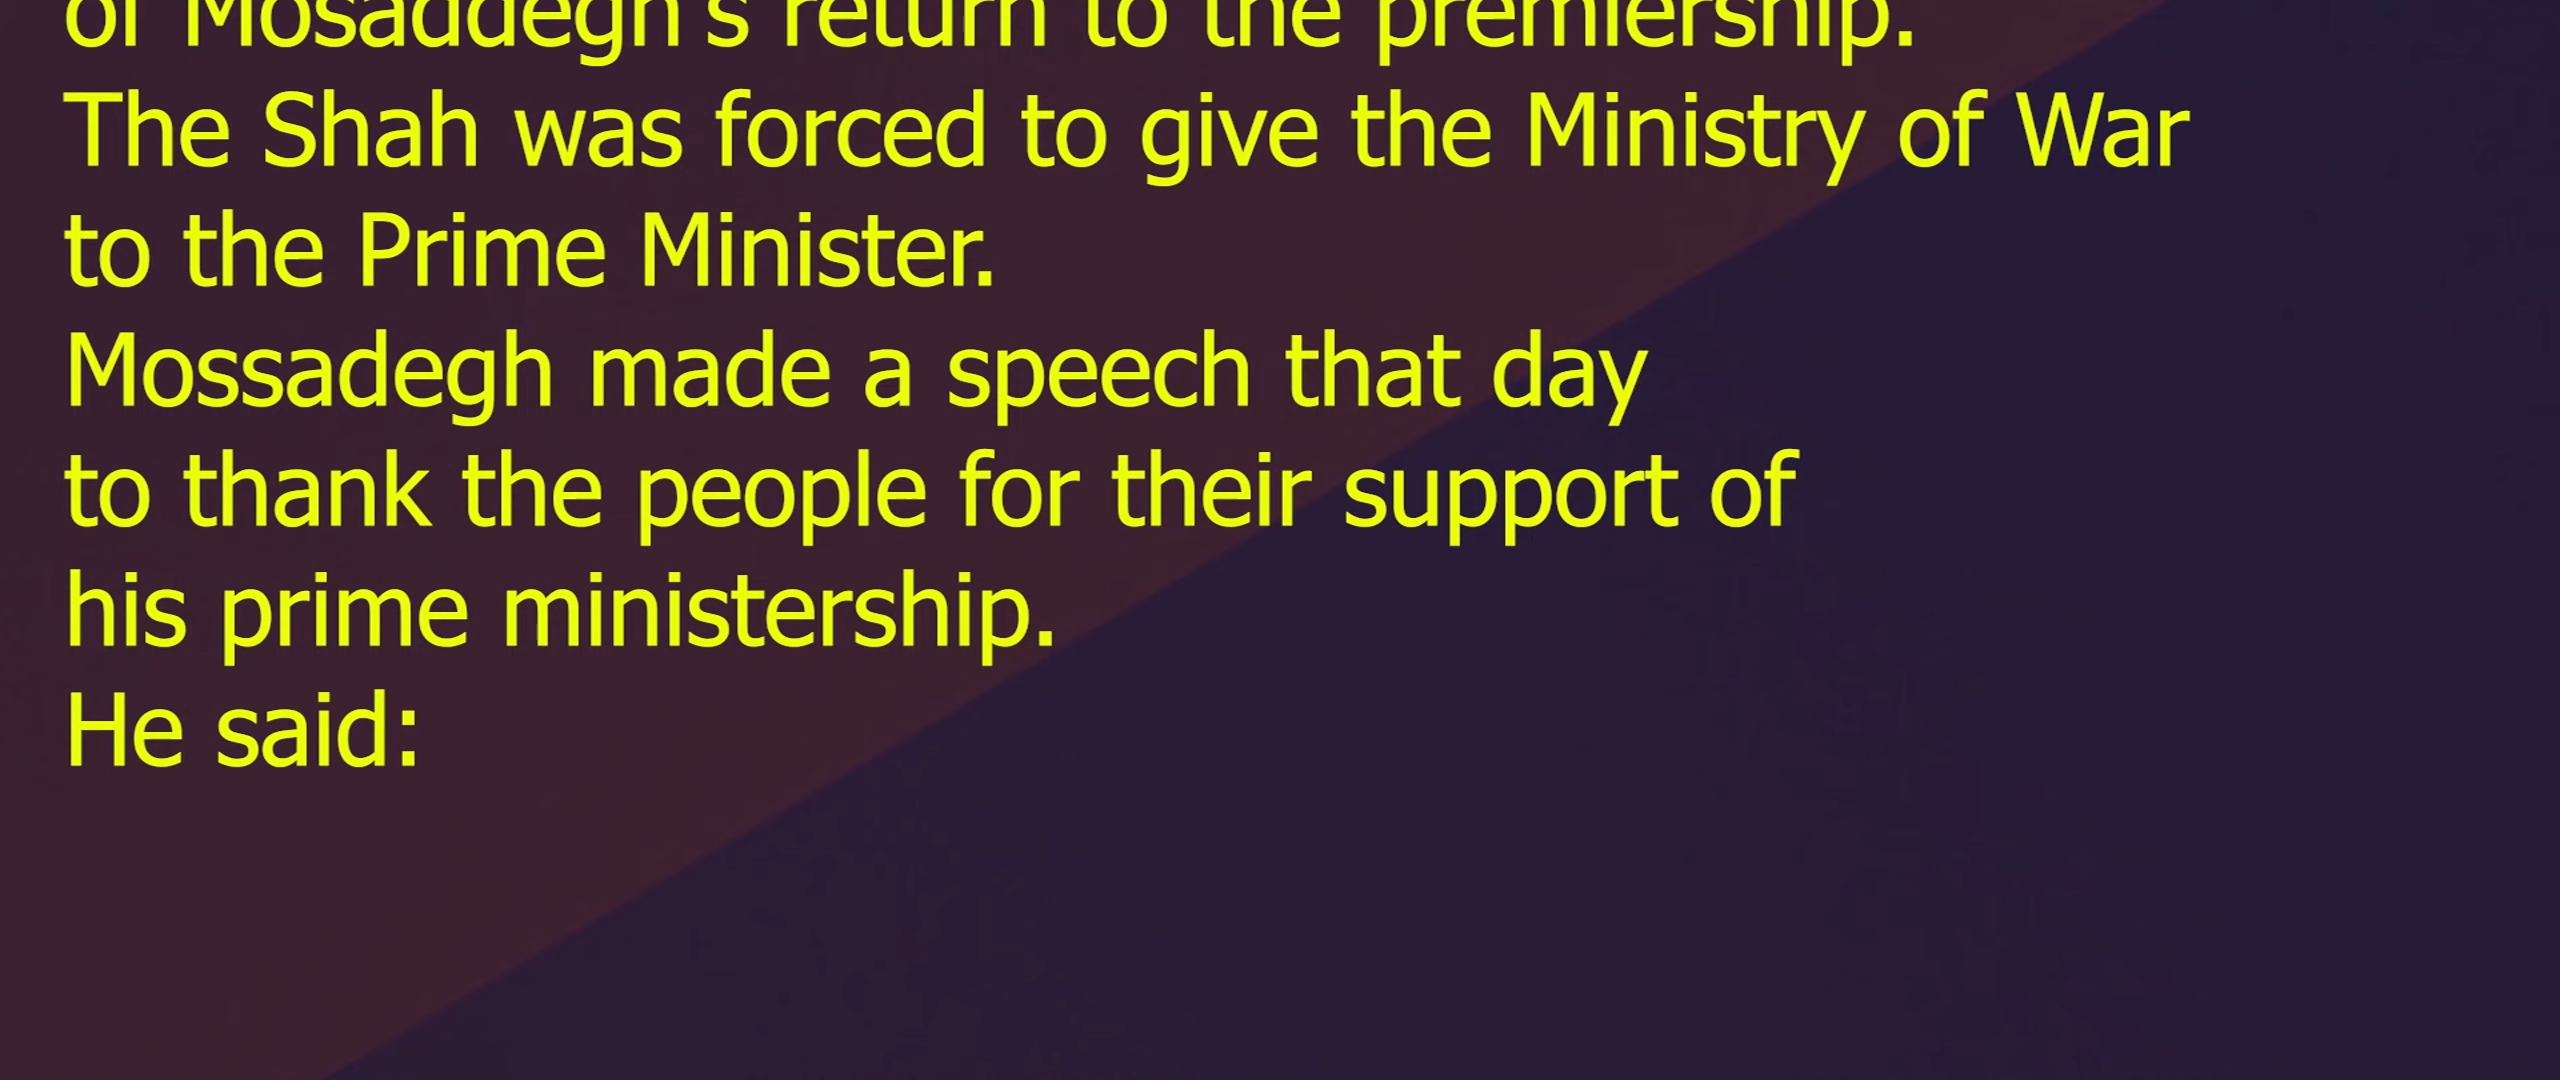 of Mosaddegh's return to the premiership.
The Shah was forced to give the Ministry of War
to the Prime Minister.
Mossadegh made a speech that day
to thank the people for their support of
his prime ministership.
He said: